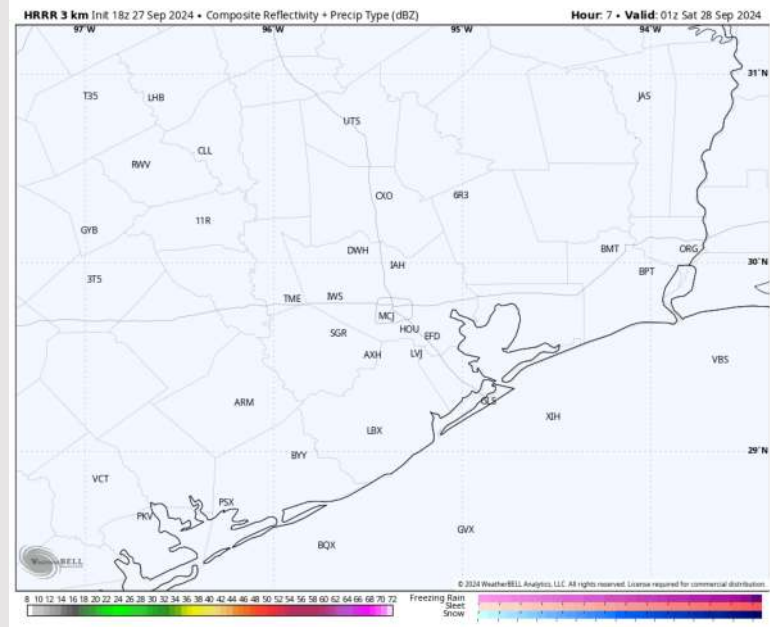 HRRR 3 km Init 18z 27 Sep 2024 • Composite Reflectivity + Precip Type (dBZ)
Hour: 7 • Valid: 01z Sat 28 Sep 2024
97°W 96°W 95°W 94°W
31°N
T35 LHB JAS
UTS
CLL
RWV
CXO 6R3
11R
GYB
DWH BMT ORG
30°N
IAH
BPT
3T5
TME IWS
MCJ
HOU
SGR EFD
AXH LVJ
VBS
ARM GLS
XIH
LBX
29°N
BYY
VCT
PSX
PKV
GVX
BQX
WeatherBELL
© 2024 WeatherBELL Analytics, LLC. All rights reserved. License required for commercial distribution.
8 10 12 14 16 18 20 22 24 26 28 30 32 34 36 38 40 42 44 46 48 50 52 54 56 58 60 62 64 66 68 70 72
Freezing Rain
Sleet
Snow